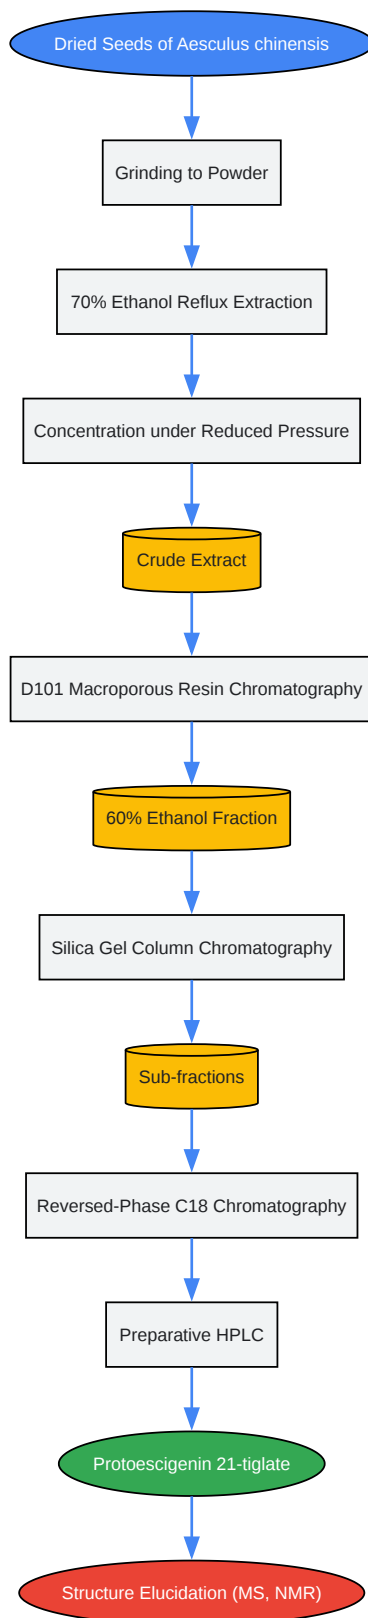 Dried Seeds of Aesculus chinensis
Grinding to Powder
70% Ethanol Reflux Extraction
Concentration under Reduced Pressure
Crude Extract
D101 Macroporous Resin Chromatography
60% Ethanol Fraction
Silica Gel Column Chromatography
Sub-fractions
Reversed-Phase C18 Chromatography
Preparative HPLC
Protoescigenin 21-tiglate
Structure Elucidation (MS, NMR)